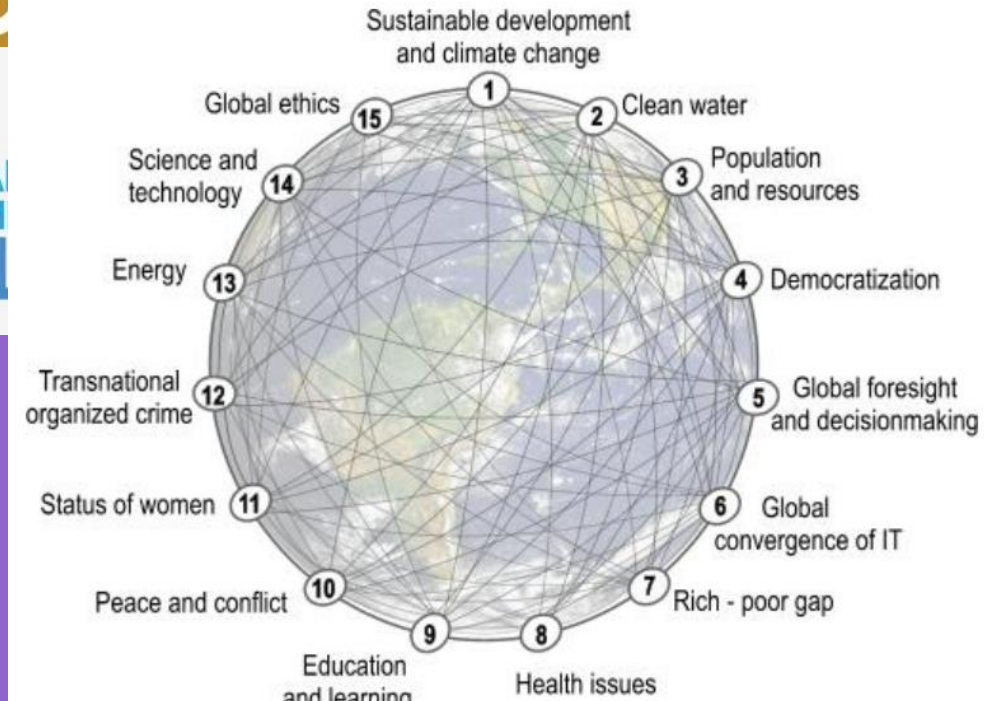 Sustainable development
and climate change
1
2 Clean water
3 Population
and resources
4 Democratization
5 Global foresight
and decisionmaking
6 Global
convergence of IT
7 Rich - poor gap
8
Health issues
9
Education
and learning
10 Peace and conflict
11 Status of women
12 Transnational
organized crime
13 Energy
14 Science and
technology
15 Global ethics